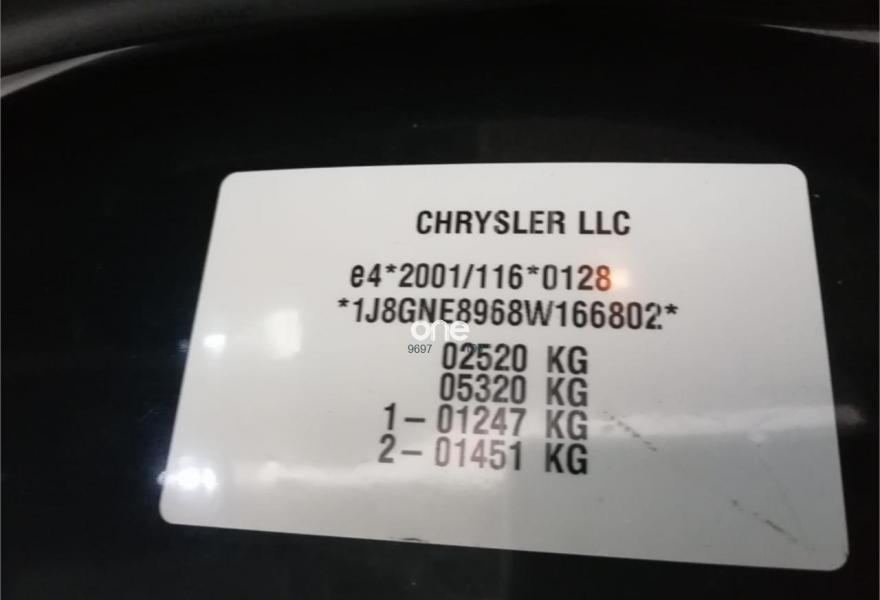 CHRYSLER LLC
e4*2001/116*0128
*1J8GNE8968W166802*
one
9697
02520 KG
05320 KG
1- 01247 KG
2- 01451 KG